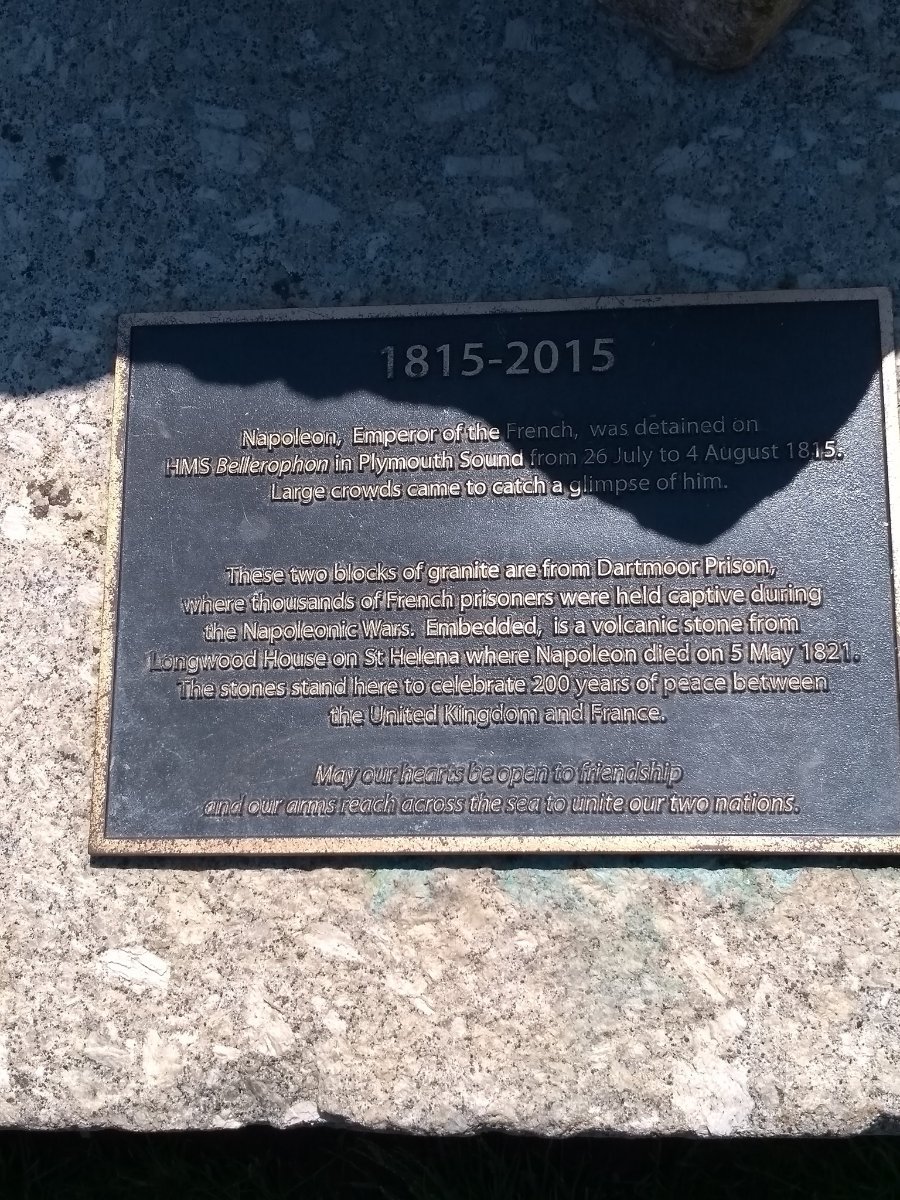 1815-2015
Napoleon, Emperor of the French, was detained on
HMS Bellerophon in Plymouth Sound from 26 July to 4 August 1815.
Large crowds came to catch a glimpse of him.
These two blocks of granite are from Dartmoor Prison,
where thousands of French prisoners were held captive during
the Napoleonic Wars. Embedded, is a volcanic stone from
Longwood House on St Helena where Napoleon died on 5 May 1821.
The stones stand here to celebrate 200 years of peace between
the United Kingdom and France.
May our hearts be open to friendship
and our arms reach across the sea to unite our two nations.